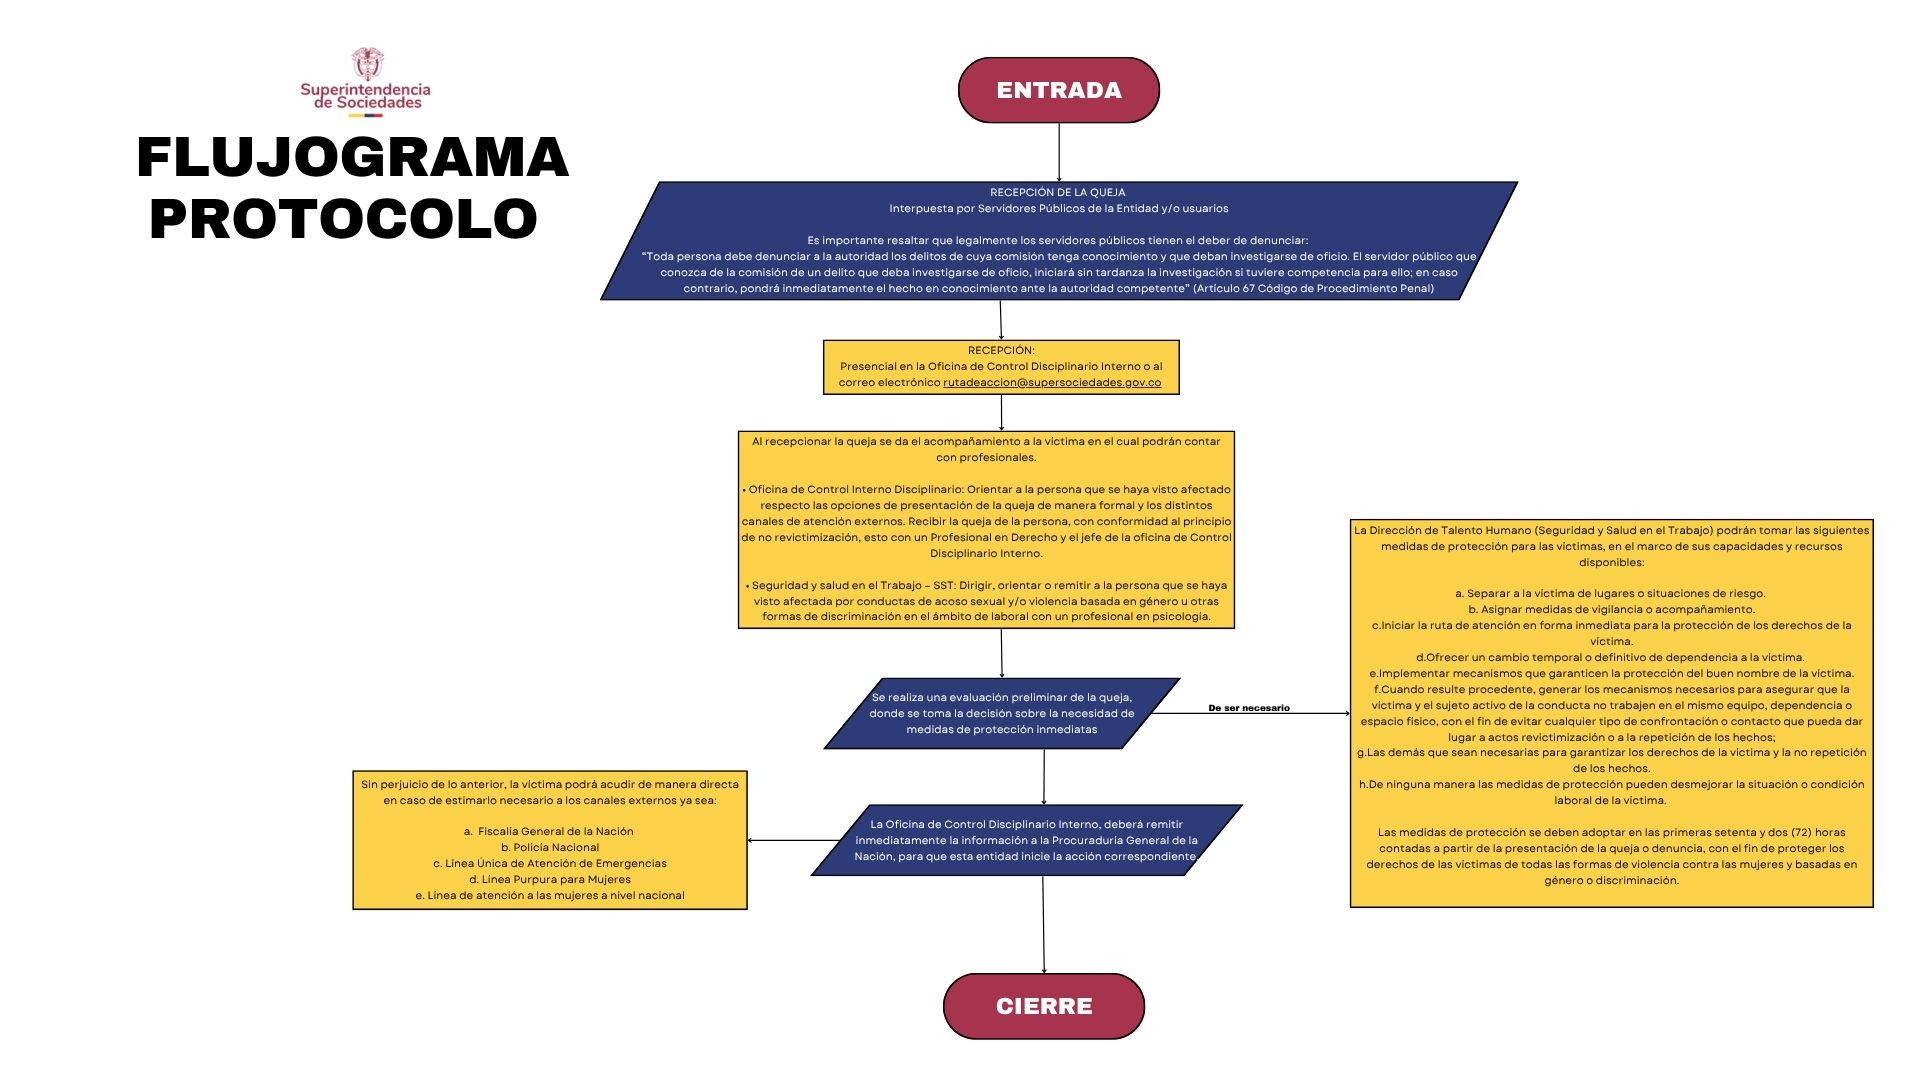 Superintendencia
de Sociedades
FLUJOGRAMA
PROTOCOLO
ENTRADA
RECEPCIÓN DE LA QUEJA
Interpuesta por Servidores Públicos de la Entidad y/o usuarios
Es importante resaltar que legalmente los servidores públicos tienen el deber de denunciar:
“Toda persona debe denunciar a la autoridad los delitos de cuya comisión tenga conocimiento y que deban investigarse de oficio. El servidor público que
conozca de la comisión de un delito que deba investigarse de oficio, iniciará sin tardanza la investigación si tuviere competencia para ello; en caso
contrario, pondrá inmediatamente el hecho en conocimiento ante la autoridad competente” (Artículo 67 Código de Procedimiento Penal)
RECEPCIÓN:
Presencial en la Oficina de Control Disciplinario Interno o al
correo electrónico rutadeaccion@supersociedades.gov.co
Al recepcionar la queja se da el acompañamiento a la víctima en el cual podrán contar
con profesionales.
• Oficina de Control Interno Disciplinario: Orientar a la persona que se haya visto afectado
respecto las opciones de presentación de la queja de manera formal y los distintos
canales de atención externos. Recibir la queja de la persona, con conformidad al principio
de no revictimización, esto con un Profesional en Derecho y el jefe de la oficina de Control
Disciplinario Interno.
• Seguridad y salud en el Trabajo – SST: Dirigir, orientar o remitir a la persona que se haya
visto afectada por conductas de acoso sexual y/o violencia basada en género u otras
formas de discriminación en el ámbito de laboral con un profesional en psicología.
Se realiza una evaluación preliminar de la queja,
donde se toma la decisión sobre la necesidad de
medidas de protección inmediatas
De ser necesario
La Dirección de Talento Humano (Seguridad y Salud en el Trabajo) podrán tomar las siguientes
medidas de protección para las víctimas, en el marco de sus capacidades y recursos
disponibles:
a. Separar a la víctima de lugares o situaciones de riesgo.
b. Asignar medidas de vigilancia o acompañamiento.
c.Iniciar la ruta de atención en forma inmediata para la protección de los derechos de la
víctima.
d.Ofrecer un cambio temporal o definitivo de dependencia a la víctima.
e.Implementar mecanismos que garanticen la protección del buen nombre de la víctima.
f.Cuando resulte procedente, generar los mecanismos necesarios para asegurar que la
víctima y el sujeto activo de la conducta no trabajen en el mismo equipo, dependencia o
espacio físico, con el fin de evitar cualquier tipo de confrontación o contacto que pueda dar
lugar a actos revictimización o a la repetición de los hechos;
g.Las demás que sean necesarias para garantizar los derechos de la víctima y la no repetición
de los hechos.
h.De ninguna manera las medidas de protección pueden desmejorar la situación o condición
laboral de la víctima.
Las medidas de protección se deben adoptar en las primeras setenta y dos (72) horas
contadas a partir de la presentación de la queja o denuncia, con el fin de proteger los
derechos de las víctimas de todas las formas de violencia contra las mujeres y basadas en
género o discriminación.
La Oficina de Control Disciplinario Interno, deberá remitir
inmediatamente la información a la Procuraduría General de la
Nación, para que esta entidad inicie la acción correspondiente.
Sin perjuicio de lo anterior, la víctima podrá acudir de manera directa
en caso de estimarlo necesario a los canales externos ya sea:
a. Fiscalía General de la Nación
b. Policía Nacional
c. Línea Única de Atención de Emergencias
d. Línea Purpura para Mujeres
e. Línea de atención a las mujeres a nivel nacional
CIERRE